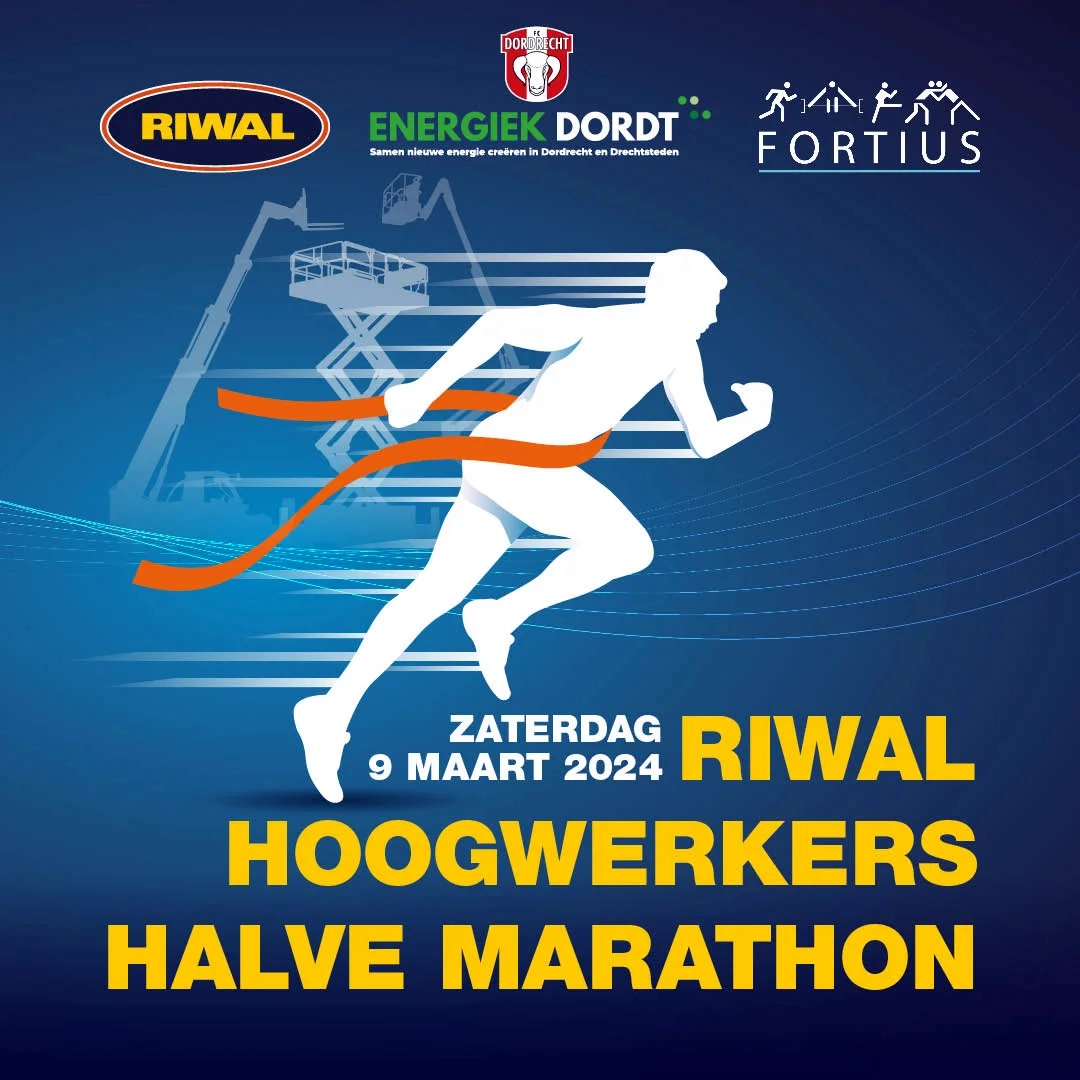 FC
DORDRECHT
RIWAL
ENERGIEK DORDT
Samen nieuwe energie creëren in Dordrecht en Drechtsteden
FORTIUS
ZATERDAG
9 MAART 2024
RIWAL
HOOGWERKERS
HALVE MARATHON